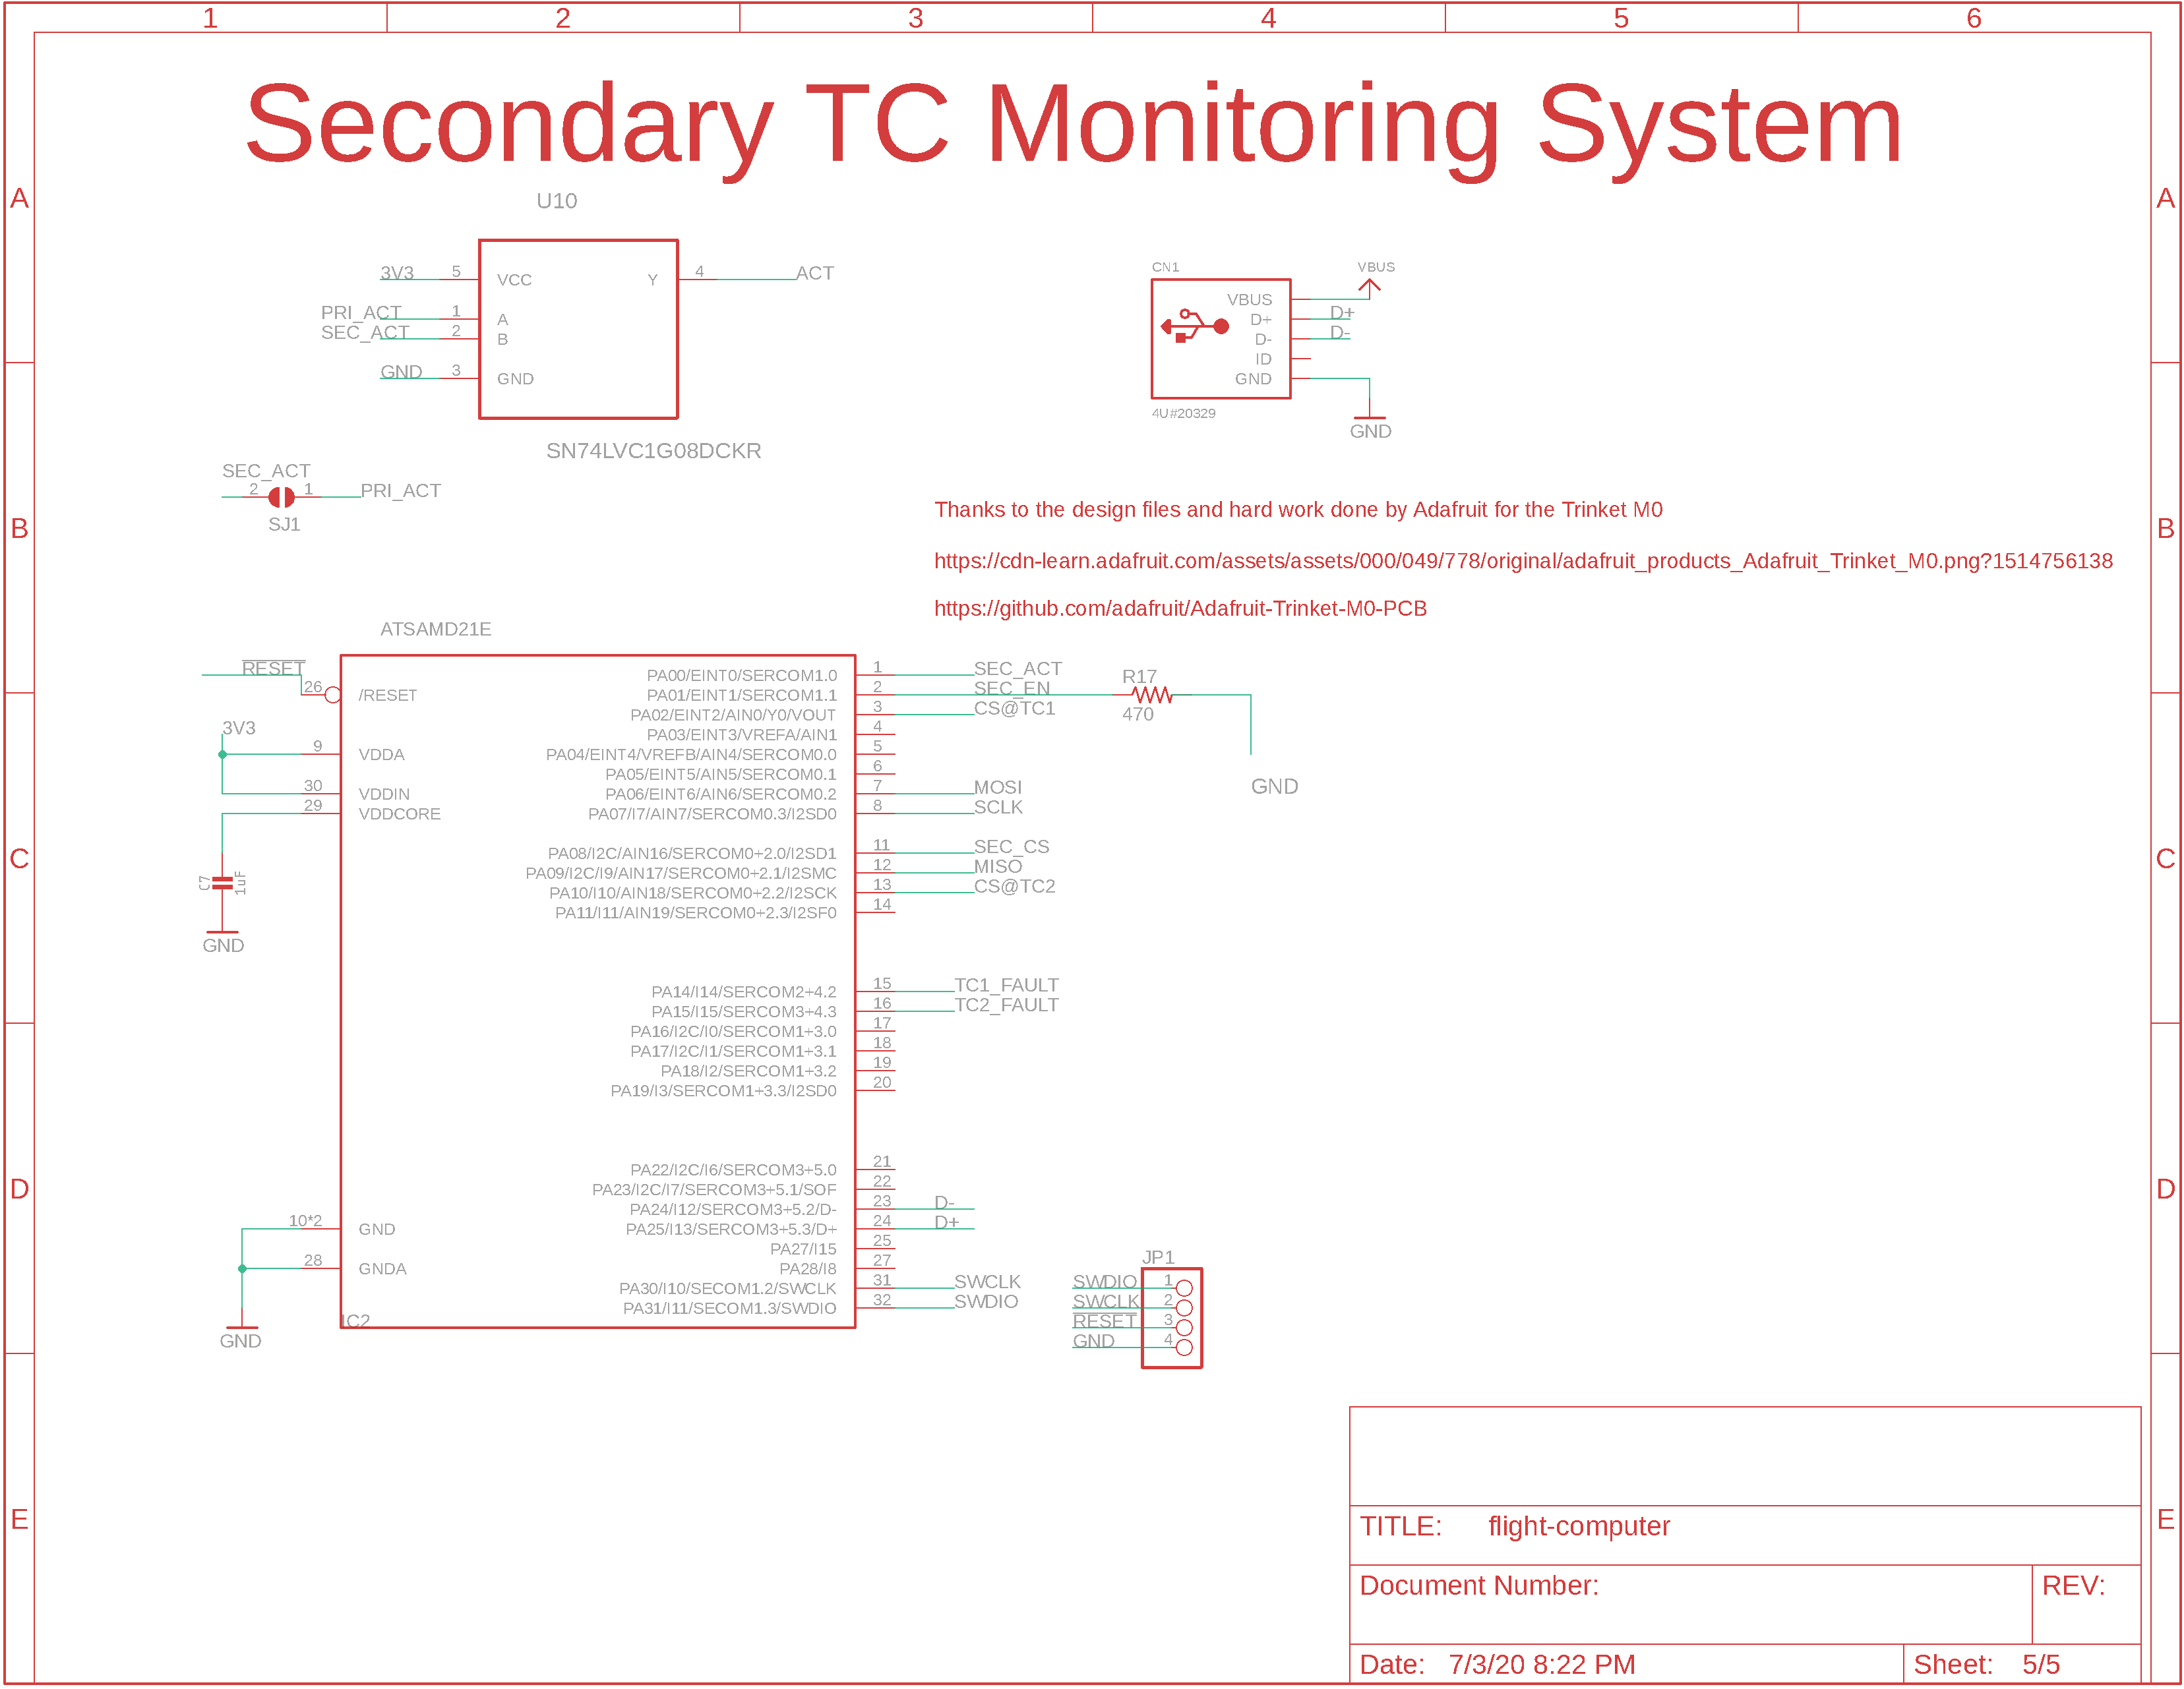 1 2 3 4 5 6
Secondary TC Monitoring System
A A
U10
3V3 5 VCC Y 4 ACT
PRI_ACT 1 A
SEC_ACT 2 B
GND 3 GND
SN74LVC1G08DCKR
CN1 VBUS
VBUS
D+ D+
D- D-
ID
GND
4U#20329
GND
SEC_ACT
2 1 PRI_ACT
SJ1
B B
Thanks to the design files and hard work done by Adafruit for the Trinket M0
https://cdn-learn.adafruit.com/assets/assets/000/049/778/original/adafruit_products_Adafruit_Trinket_M0.png?1514756138
https://github.com/adafruit/Adafruit-Trinket-M0-PCB
ATSAMD21E
RESET
26 /RESET
3V3
9 VDDA
30 VDDIN
29 VDDCORE
C7 1uF
GND
10*2 GND
28 GNDA
GND
IC2
PA00/EINT0/SERCOM1.0 1 SEC_ACT
PA01/EINT1/SERCOM1.1 2 SEC_EN
PA02/EINT2/AIN0/Y0/VOUT 3 CS@TC1
PA03/EINT3/VREFA/AIN1 4
PA04/EINT4/VREFB/AIN4/SERCOM0.0 5
PA05/EINT5/AIN5/SERCOM0.1 6
PA06/EINT6/AIN6/SERCOM0.2 7 MOSI
PA07/I7/AIN7/SERCOM0.3/I2SD0 8 SCLK
PA08/I2C/AIN16/SERCOM0+2.0/I2SD1 11 SEC_CS
PA09/I2C/I9/AIN17/SERCOM0+2.1/I2SMC 12 MISO
PA10/I10/AIN18/SERCOM0+2.2/I2SCK 13 CS@TC2
PA11/I11/AIN19/SERCOM0+2.3/I2SF0 14
PA14/I14/SERCOM2+4.2 15 TC1_FAULT
PA15/I15/SERCOM3+4.3 16 TC2_FAULT
PA16/I2C/I0/SERCOM1+3.0 17
PA17/I2C/I1/SERCOM1+3.1 18
PA18/I2/SERCOM1+3.2 19
PA19/I3/SERCOM1+3.3/I2SD0 20
PA22/I2C/I6/SERCOM3+5.0 21
PA23/I2C/I7/SERCOM3+5.1/SOF 22
PA24/I12/SERCOM3+5.2/D- 23 D-
PA25/I13/SERCOM3+5.3/D+ 24 D+
PA27/I15 25
PA28/I8 27
PA30/I10/SECOM1.2/SWCLK 31 SWCLK
PA31/I11/SECOM1.3/SWDIO 32 SWDIO
R17
470
GND
C C
D D
JP1
SWDIO 1
SWCLK 2
RESET 3
GND 4
E E
TITLE: flight-computer
Document Number: REV:
Date: 7/3/20 8:22 PM Sheet: 5/5